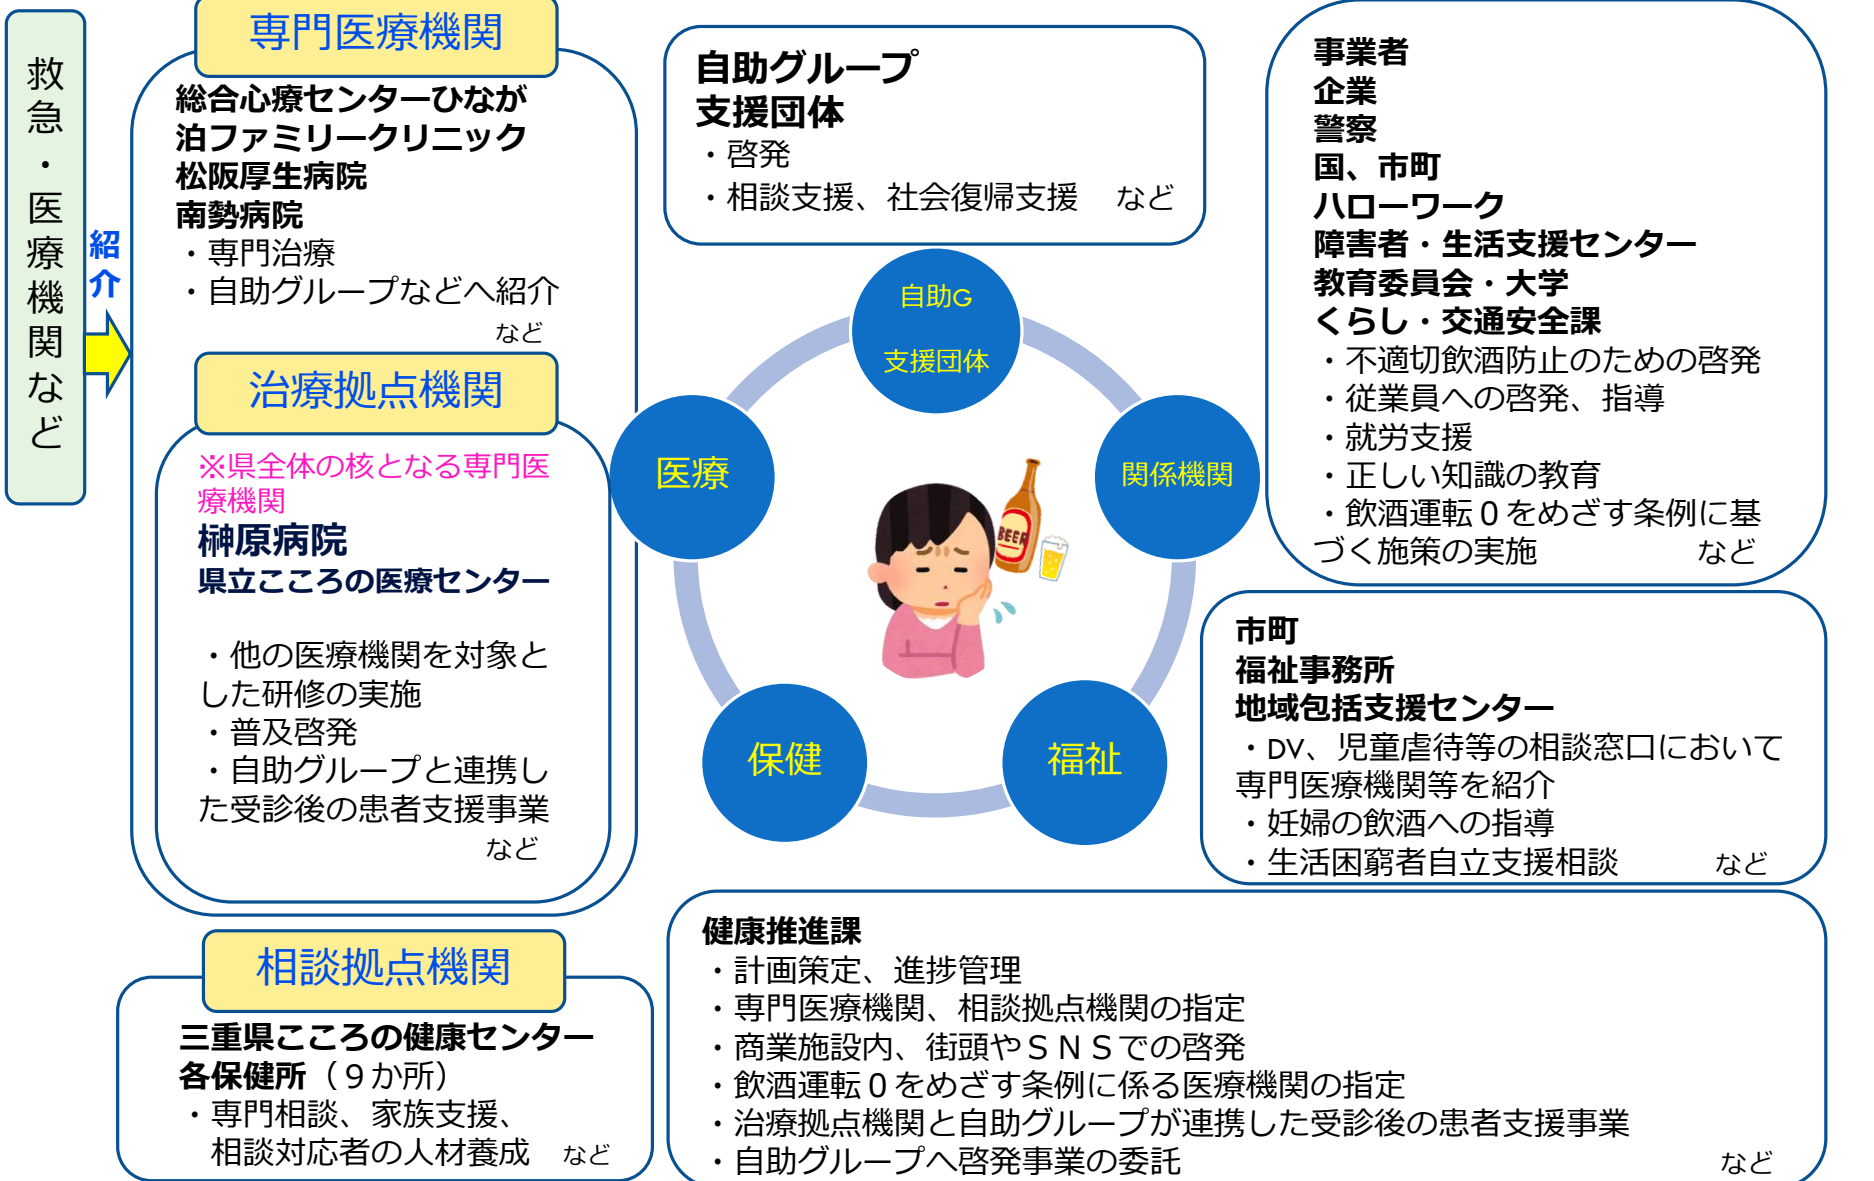 救急・医療機関など
紹介
専門医療機関
総合心療センターひなが
泊ファミリークリニック
松阪厚生病院
南勢病院
・専門治療
・自助グループなどへ紹介
など
治療拠点機関
※県全体の核となる専門医
療機関
榊原病院
県立こころの医療センター
・他の医療機関を対象と
した研修の実施
・普及啓発
・自助グループと連携し
た受診後の患者支援事業
など
相談拠点機関
三重県こころの健康センター
各保健所（９か所）
・専門相談、家族支援、
相談対応者の人材養成　など
自助グループ
支援団体
・啓発
・相談支援、社会復帰支援　など
自助G
支援団体
医療
関係機関
BEER
保健
福祉
事業者
企業
警察
国、市町
ハローワーク
障害者・生活支援センター
教育委員会・大学
くらし・交通安全課
・不適切飲酒防止のための啓発
・従業員への啓発、指導
・就労支援
・正しい知識の教育
・飲酒運転０をめざす条例に基
づく施策の実施　　　　　など
市町
福祉事務所
地域包括支援センター
・DV、児童虐待等の相談窓口において
専門医療機関等を紹介
・妊婦の飲酒への指導
・生活困窮者自立支援相談　　　など
健康推進課
・計画策定、進捗管理
・専門医療機関、相談拠点機関の指定
・商業施設内、街頭やＳＮＳでの啓発
・飲酒運転０をめざす条例に係る医療機関の指定
・治療拠点機関と自助グループが連携した受診後の患者支援事業
・自助グループへ啓発事業の委託　　　　　など